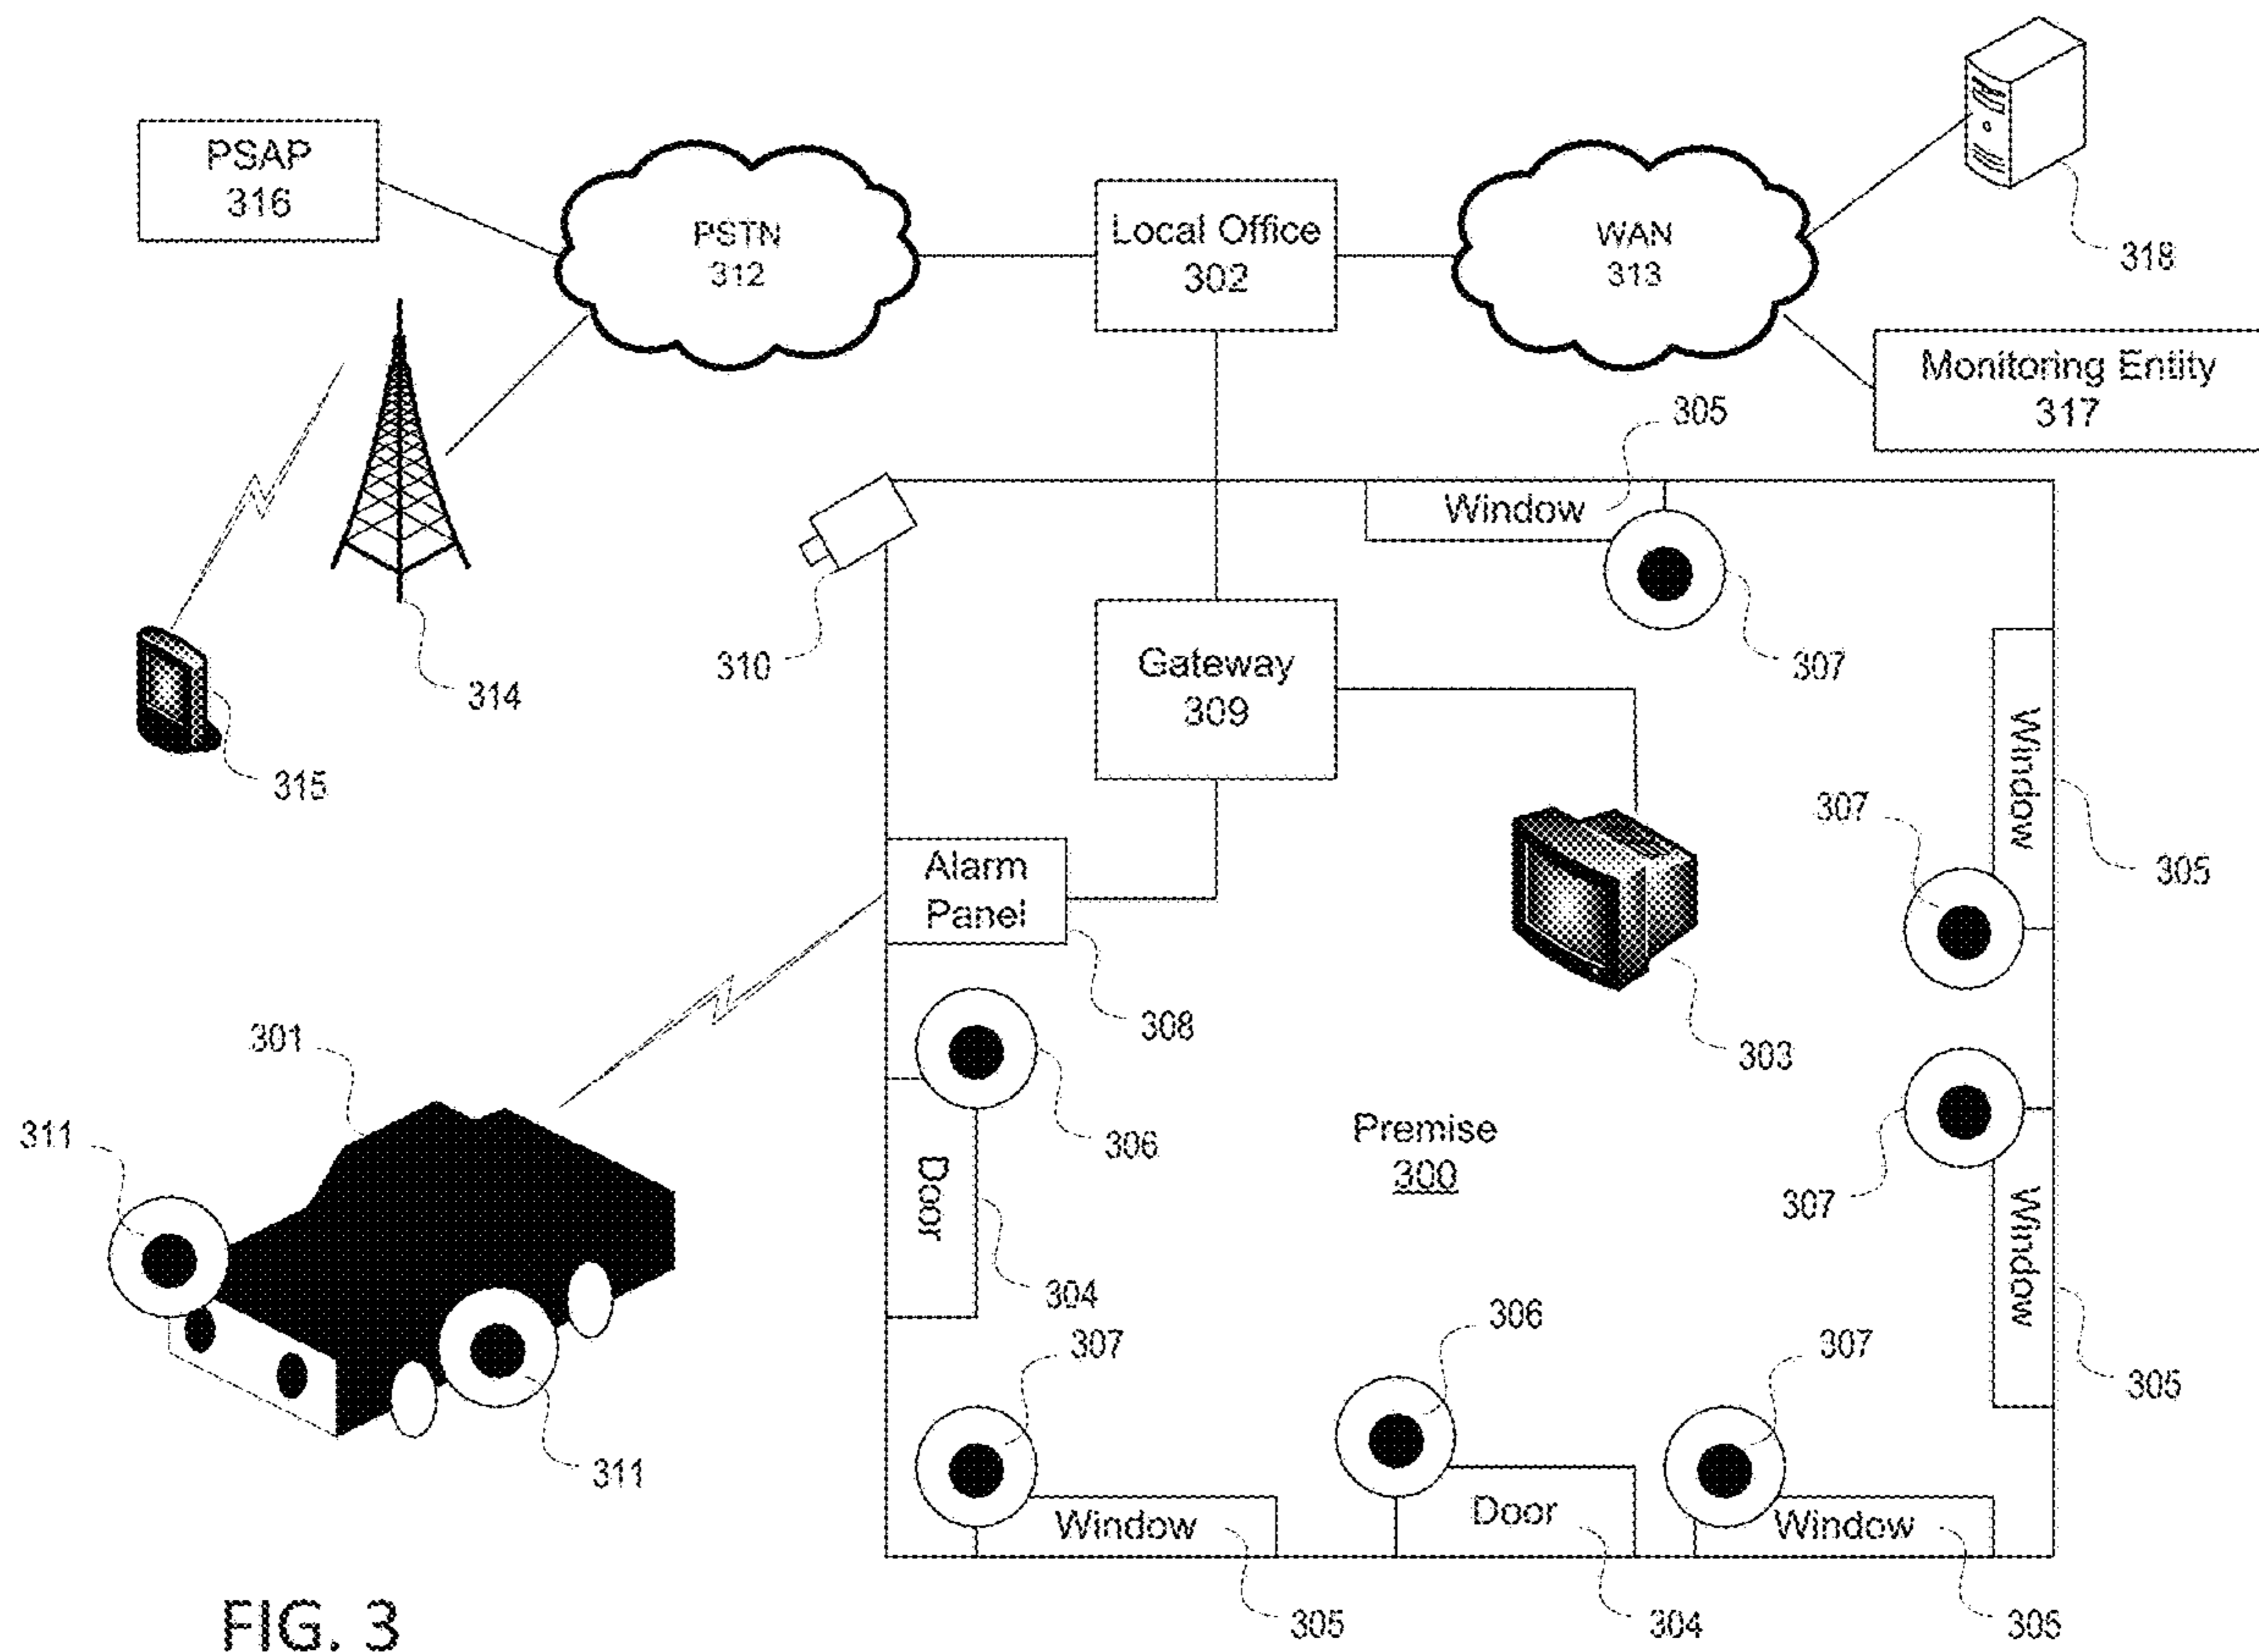 PSAP
316
PSTN
312
Local Office
302
WAN
313
318
Monitoring Entity
317
305
Window
307
310
Gateway
309
314
315
Window
307
305
Alarm
Panel
308
303
301
311
306
Door
304
Premise
300
307
Window
305
311
307
306
307
Window
Door
Window
305
304
305
FIG. 3